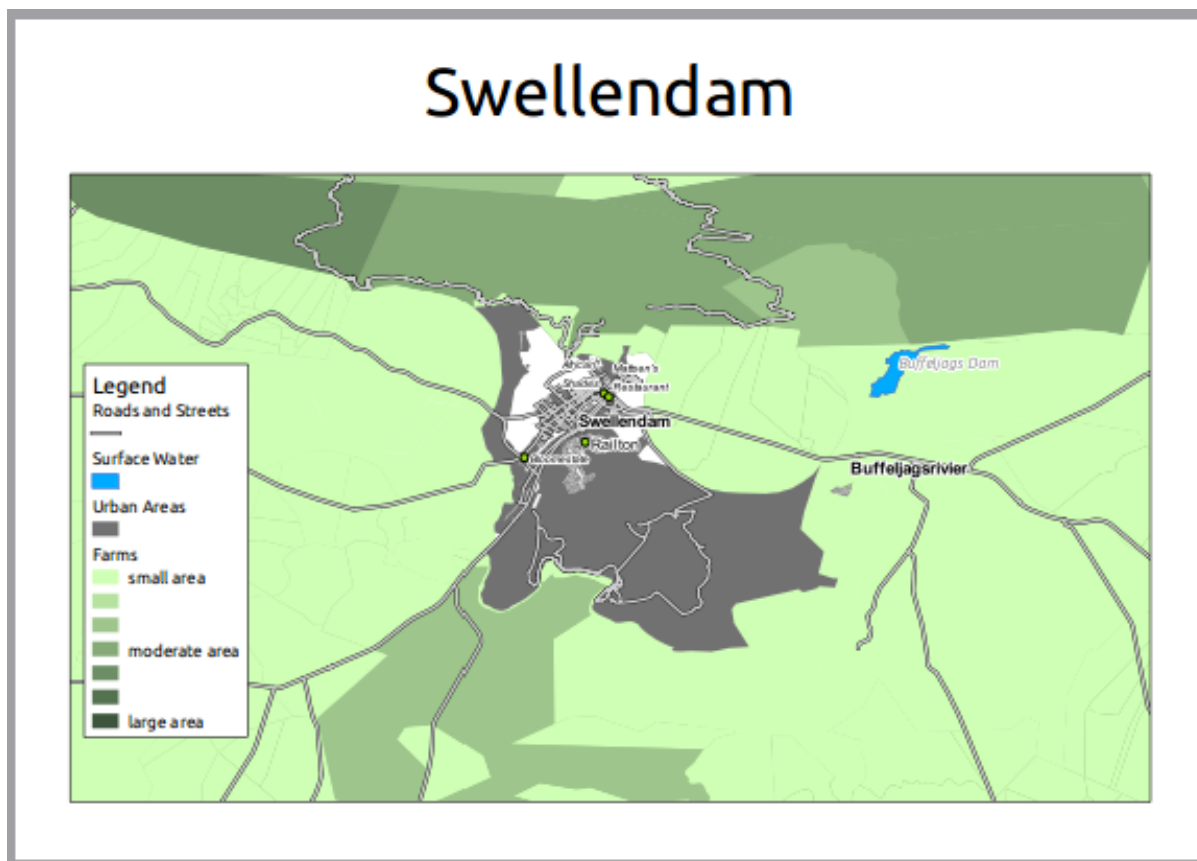 Swellendam
Buffeljags Dam
Restaurant
Swellendam
Railton
Buffeljagsrivier
Legend
Roads and Streets
Surface Water
Urban Areas
Farms
small area
moderate area
large area